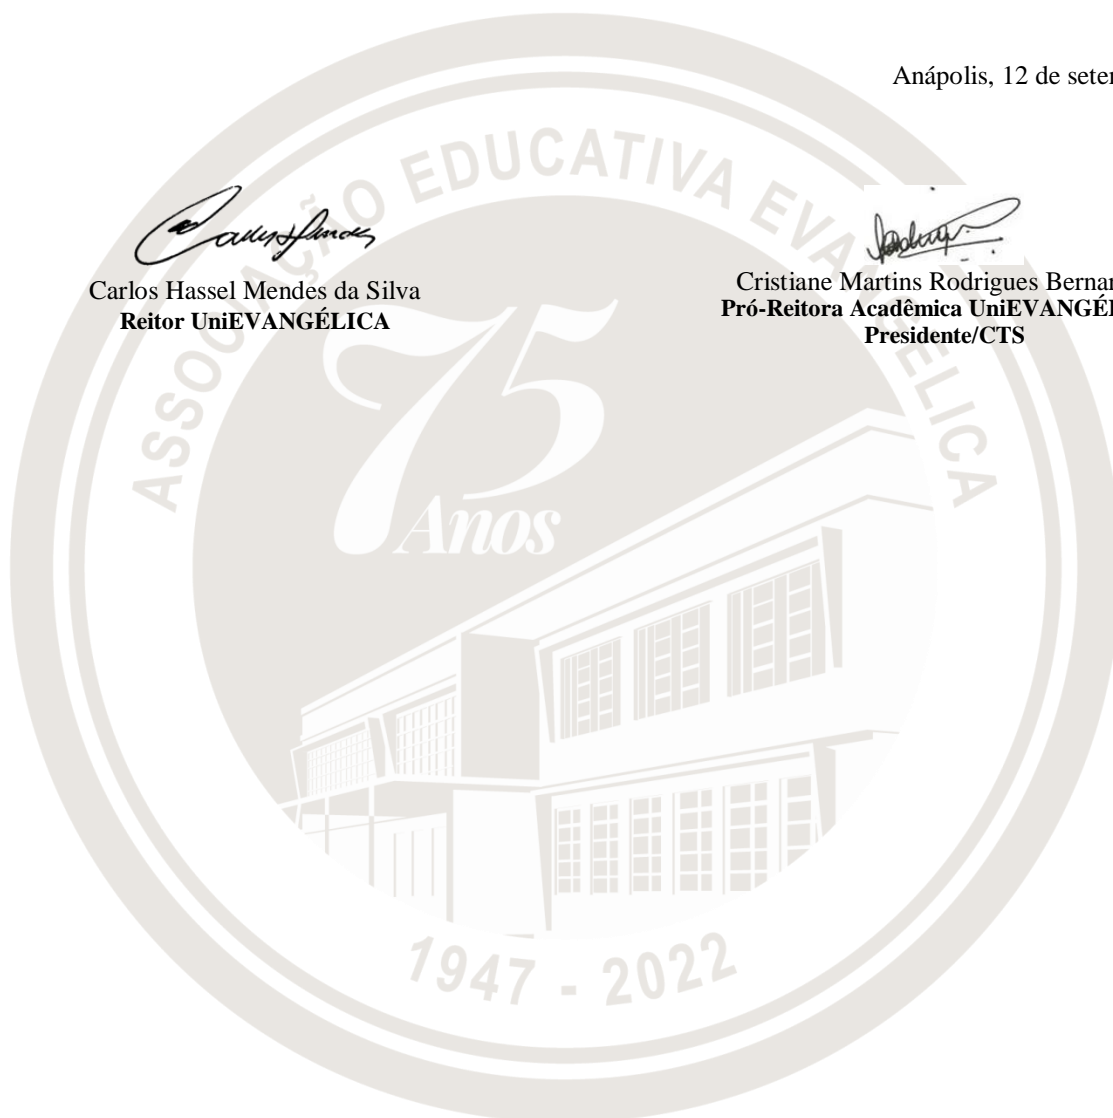 Anápolis, 12 de seter
ASSOCIAÇÃO EDUCATIVA EVANGÉLICA
Carlos Hassel Mendes da Silva
Reitor UniEVANGÉLICA
Cristiane Martins Rodrigues Bernar
Pró-Reitora Acadêmica UniEVANGÉL
Presidente/CTS
75
Anos
1947 - 2022